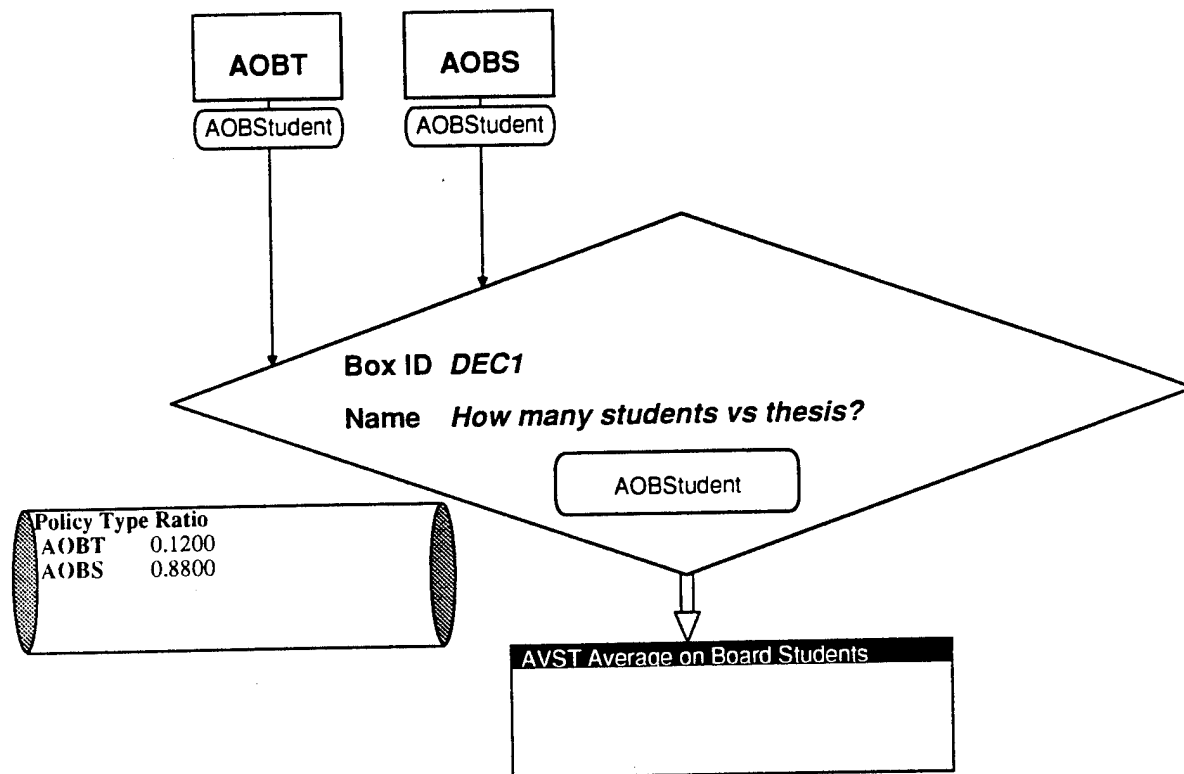 AOBT
AOBS
AOBStudent
AOBStudent
Box ID DEC1
Name How many students vs thesis?
AOBStudent
Policy Type Ratio
AOBT 0.1200
AOBS 0.8800
AVST Average on Board Students